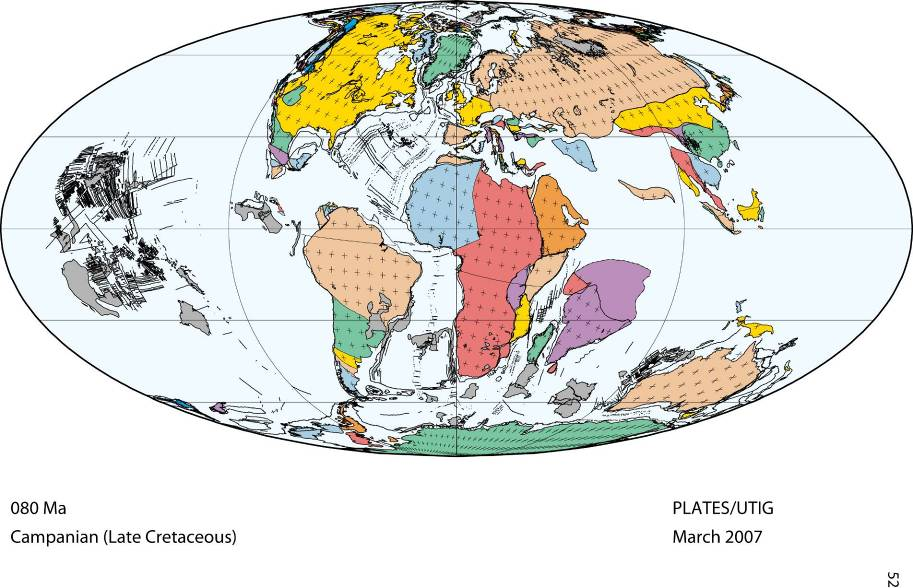 080 Ma
Campanian (Late Cretaceous)
PLATES/UTIG
March 2007
52